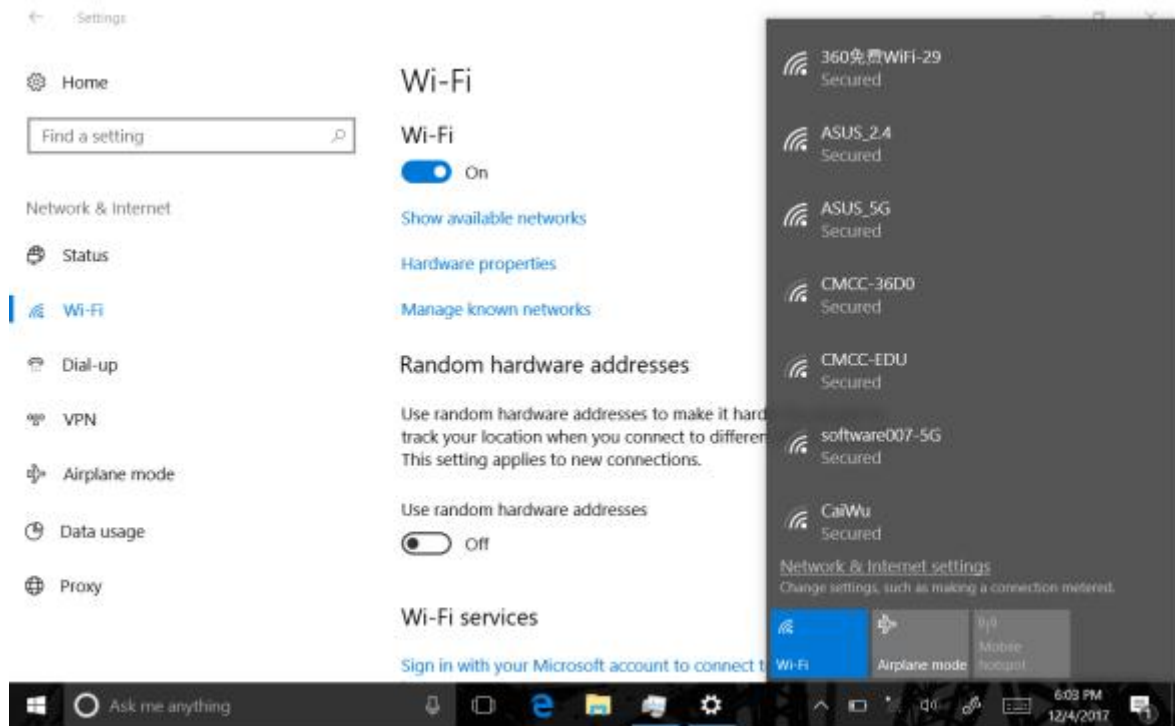 Settings
Home
Find a setting
Network & Internet
Status
Wi-Fi
Dial-up
VPN
Airplane mode
Data usage
Proxy
Wi-Fi
Wi-Fi
On
Show available networks
Hardware properties
Manage known networks
Random hardware addresses
Use random hardware addresses to make it hard
track your location when you connect to differen
This setting applies to new connections.
Use random hardware addresses
Off
Wi-Fi services
Sign in with your Microsoft account to connect t
360免费WiFi-29
Secured
ASUS_2.4
Secured
ASUS_5G
Secured
CMCC-36D0
Secured
CMCC-EDU
Secured
software007-5G
Secured
CaiWu
Secured
Network & Internet settings
Change settings, such as making a connection metered.
Wi-Fi
Airplane mode
Mobile
hotspot
Ask me anything
6:03 PM
12/4/2017